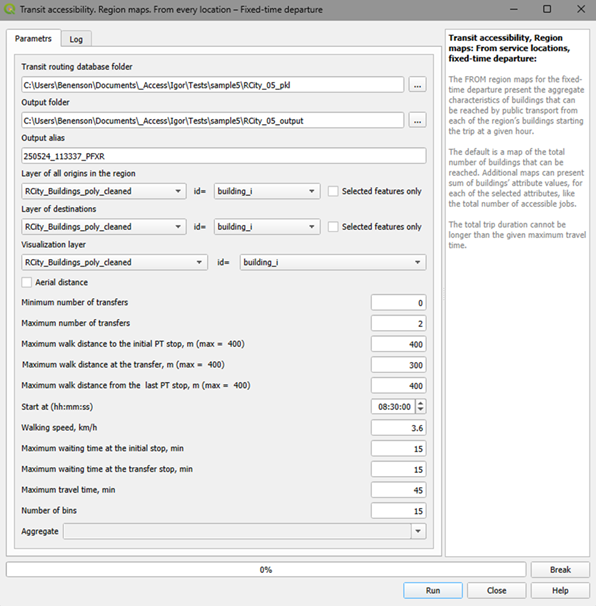 Transit accessibility. Region maps. From every location – Fixed-time departure
Parametrs
Log
Transit routing database folder
C:\Users\Benenson\Documents\_Access\Igor\Tests\sample5\RCity_05_pkl
...
Output folder
C:\Users\Benenson\Documents\_Access\Igor\Tests\sample5\RCity_05_output
...
Output alias
250524_113337_PFXR
Layer of all origins in the region
RCity_Buildings_poly_cleaned id= building_i Selected features only
Layer of destinations
RCity_Buildings_poly_cleaned id= building_i Selected features only
Visualization layer
RCity_Buildings_poly_cleaned id= building_i
Aerial distance
Minimum number of transfers 0
Maximum number of transfers 2
Maximum walk distance to the initial PT stop, m (max = 400) 400
Maximum walk distance at the transfer, m (max = 400) 300
Maximum walk distance from the last PT stop, m (max = 400) 400
Start at (hh:mm:ss) 08:30:00
Walking speed, km/h 3.6
Maximum waiting time at the initial stop, min 15
Maximum waiting time at the transfer stop, min 15
Maximum travel time, min 45
Number of bins 15
Aggregate
Transit accessibility, Region
maps: From service locations,
fixed-time departure:
The FROM region maps for the fixed-
time departure present the aggregate
characteristics of buildings that can
be reached by public transport from
each of the region's buildings starting
the trip at a given hour.
The default is a map of the total
number of buildings that can be
reached. Additional maps can present
sum of buildings' attribute values, for
each of the selected attributes, like
the total number of accessible jobs.
The total trip duration cannot be
longer than the given maximum travel
time.
0%
Break
Run
Close
Help